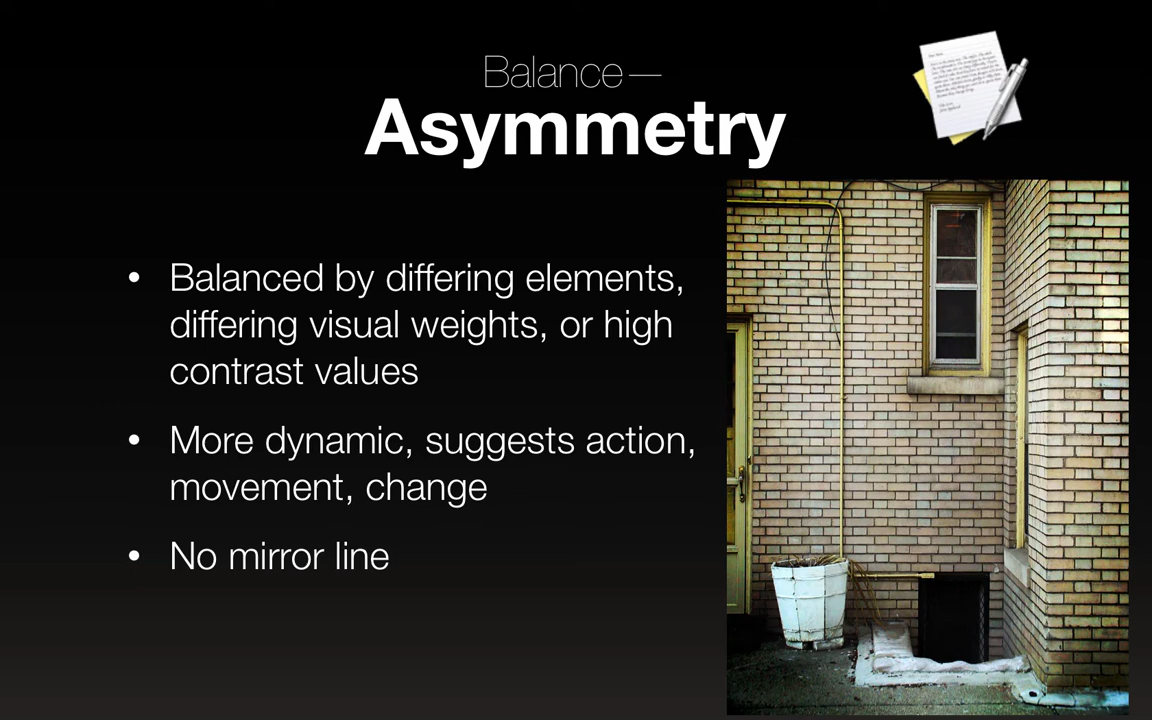 Balance—
Asymmetry
• Balanced by differing elements,
differing visual weights, or high
contrast values
• More dynamic, suggests action,
movement, change
• No mirror line